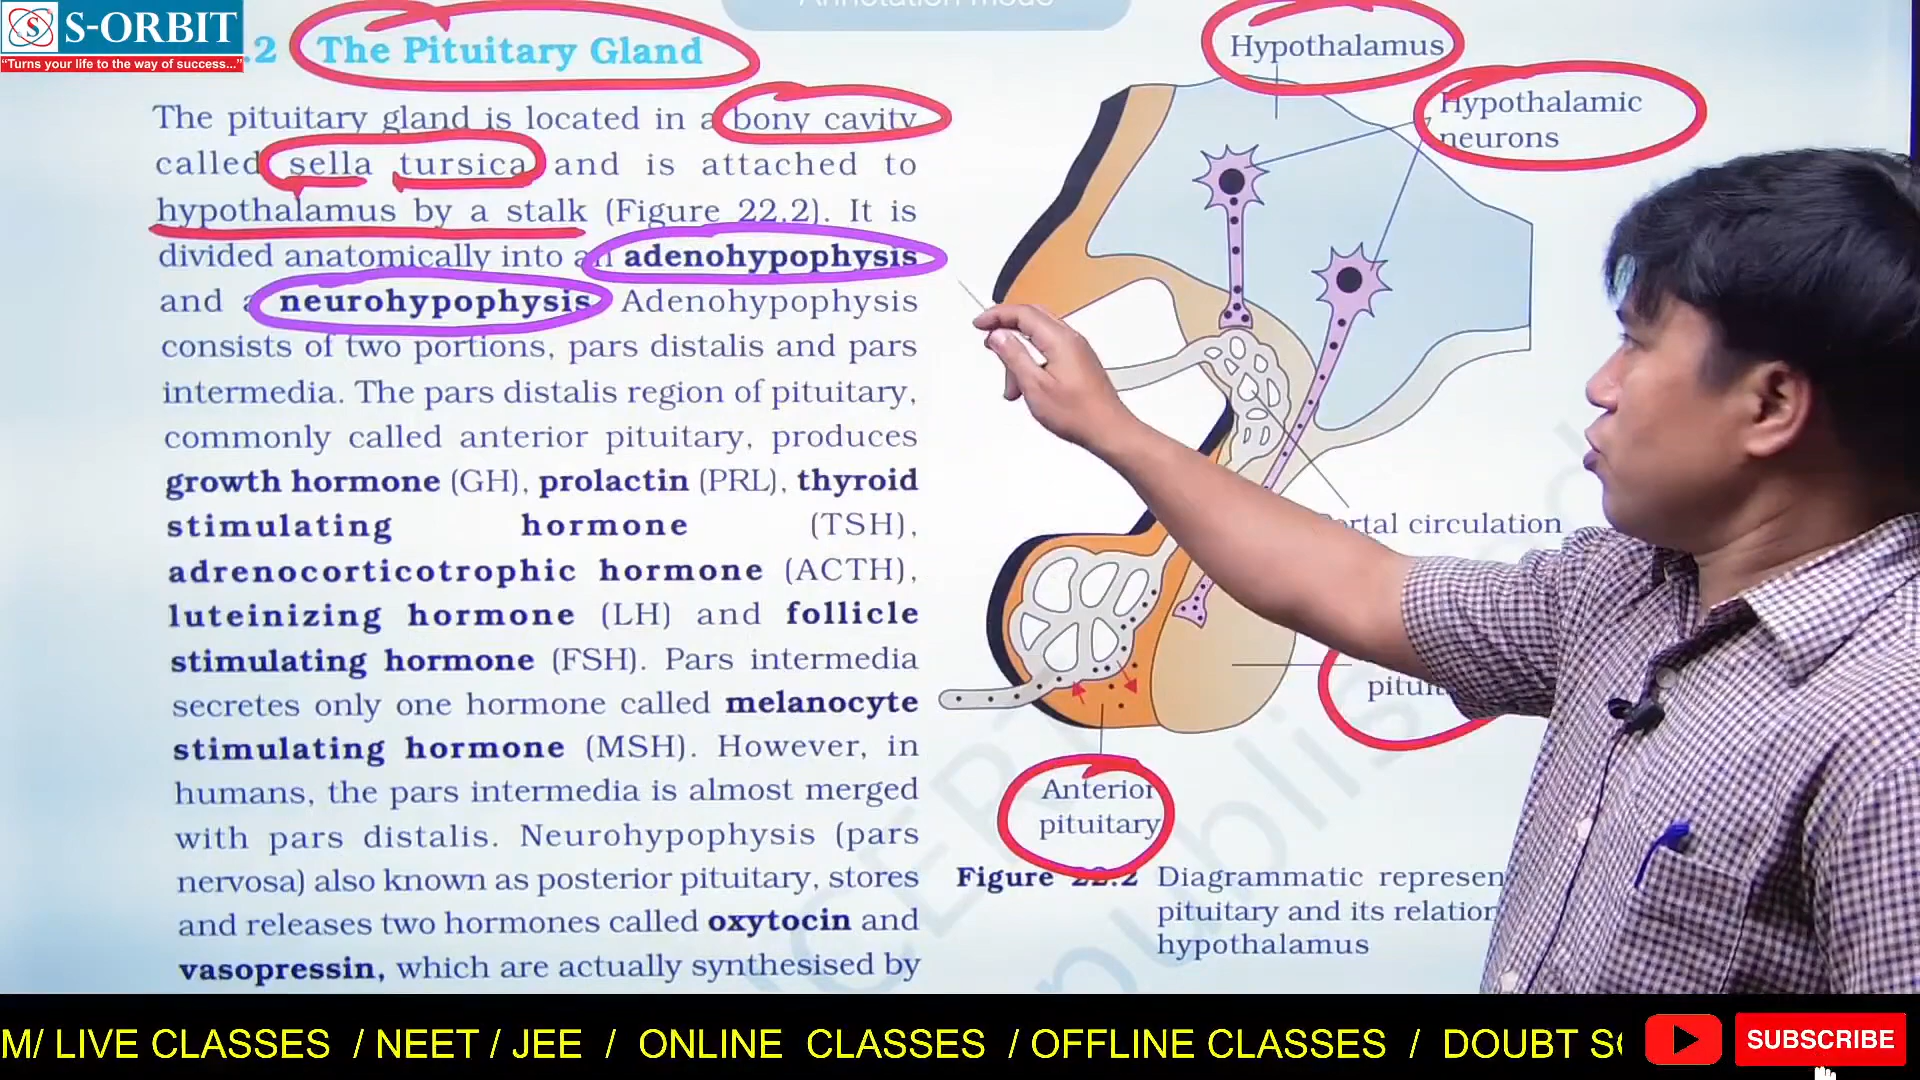 Annotation mode
S-ORBIT
"Turns your life to the way of success..."
.2 The Pituitary Gland
The pituitary gland is located in a bony cavity
called sella tursica and is attached to
hypothalamus by a stalk (Figure 22.2). It is
divided anatomically into an adenohypophysis
and a neurohypophysis. Adenohypophysis
consists of two portions, pars distalis and pars
intermedia. The pars distalis region of pituitary,
commonly called anterior pituitary, produces
growth hormone (GH), prolactin (PRL), thyroid
stimulating hormone (TSH),
adrenocorticotrophic hormone (ACTH),
luteinizing hormone (LH) and follicle
stimulating hormone (FSH). Pars intermedia
secretes only one hormone called melanocyte
stimulating hormone (MSH). However, in
humans, the pars intermedia is almost merged
with pars distalis. Neurohypophysis (pars
nervosa) also known as posterior pituitary, stores
and releases two hormones called oxytocin and
vasopressin, which are actually synthesised by
Hypothalamus
Hypothalamic
neurons
circulation
Anterior
pituitary
Figure 22.2 Diagrammatic represen
pituitary and its relation
hypothalamus
M/ LIVE CLASSES / NEET / JEE / ONLINE CLASSES / OFFLINE CLASSES / DOUBT
SUBSCRIBE